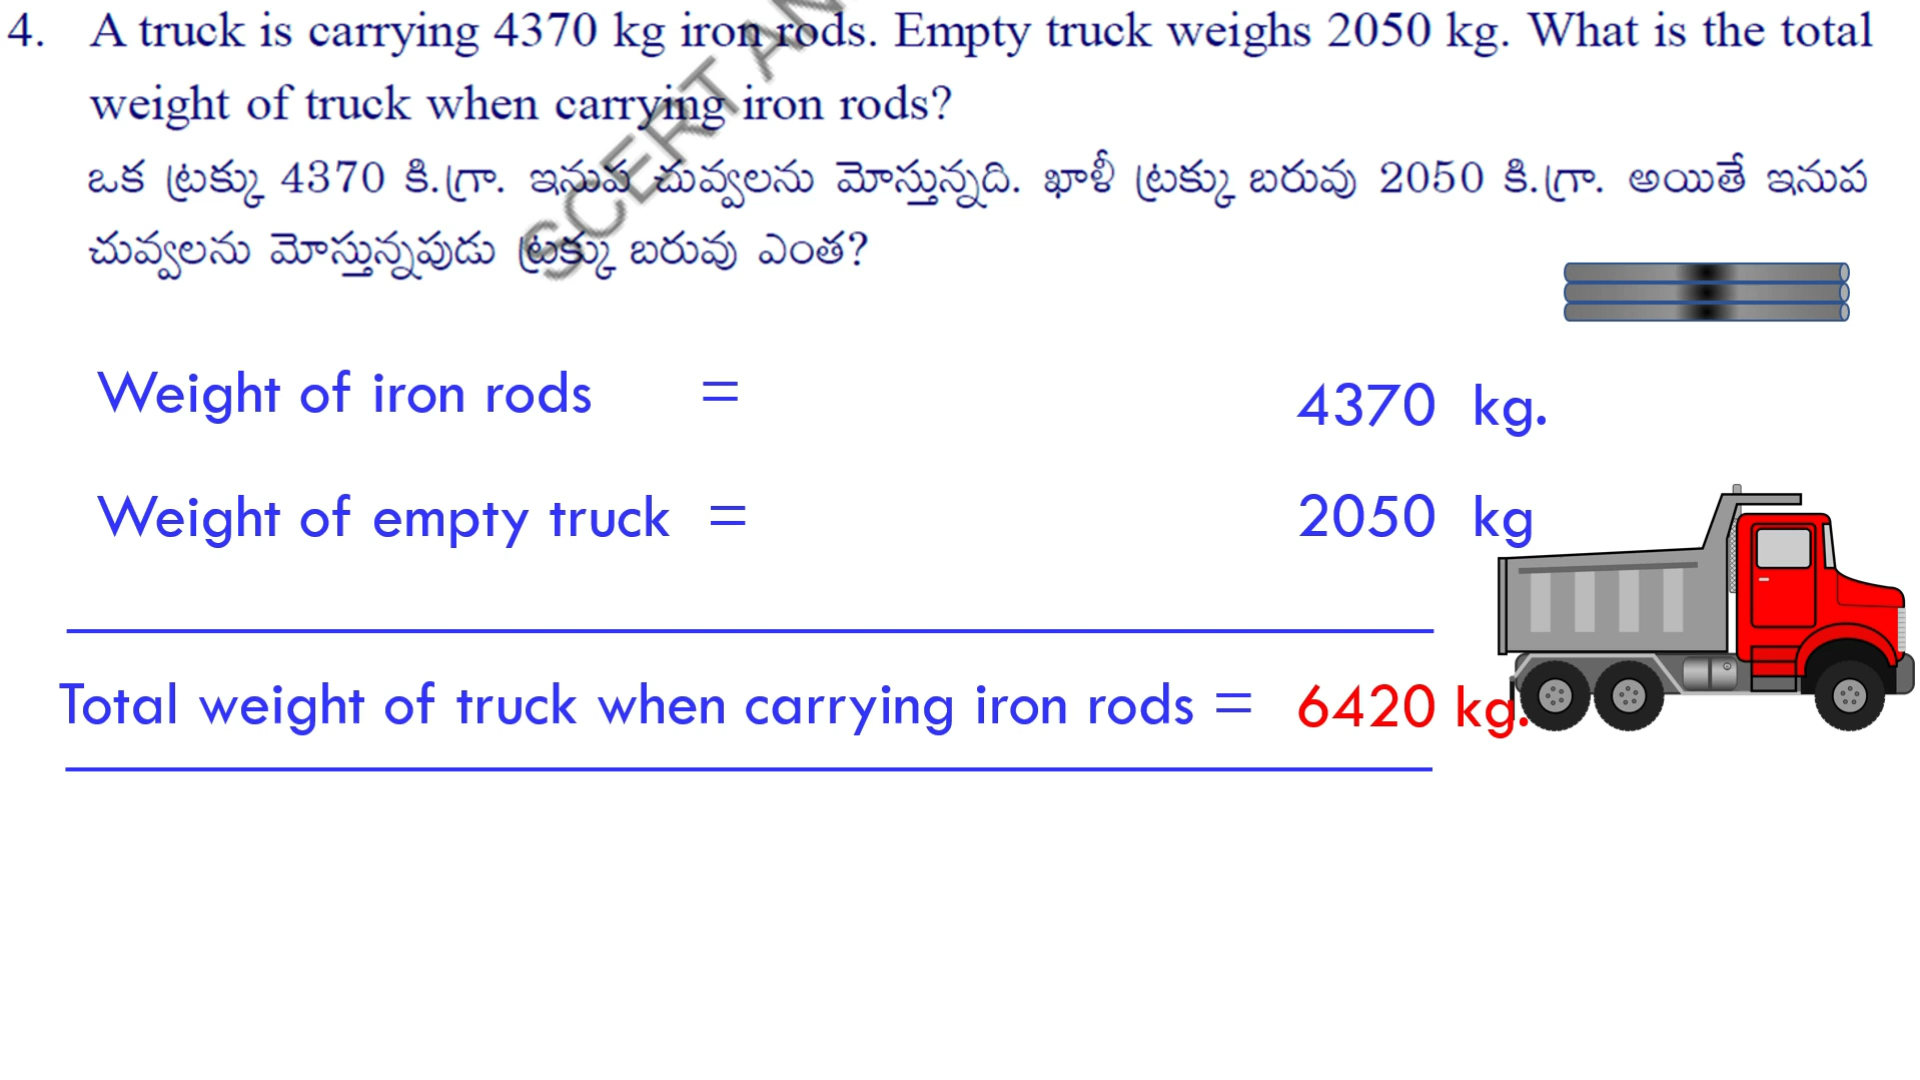 4. A truck is carrying 4370 kg iron rods. Empty truck weighs 2050 kg. What is the total
weight of truck when carrying iron rods?
ఒక ట్రక్కు 4370 కి.గ్రా. ఇనుప చువ్వలను మోస్తున్నది. ఖాళీ ట్రక్కు బరువు 2050 కి.గ్రా. అయితే ఇనుప
చువ్వలను మోస్తున్నపుడు ట్రక్కు బరువు ఎంత?
SCERT AN
Weight of iron rods = 4370 kg.
Weight of empty truck = 2050 kg
Total weight of truck when carrying iron rods = 6420 kg.